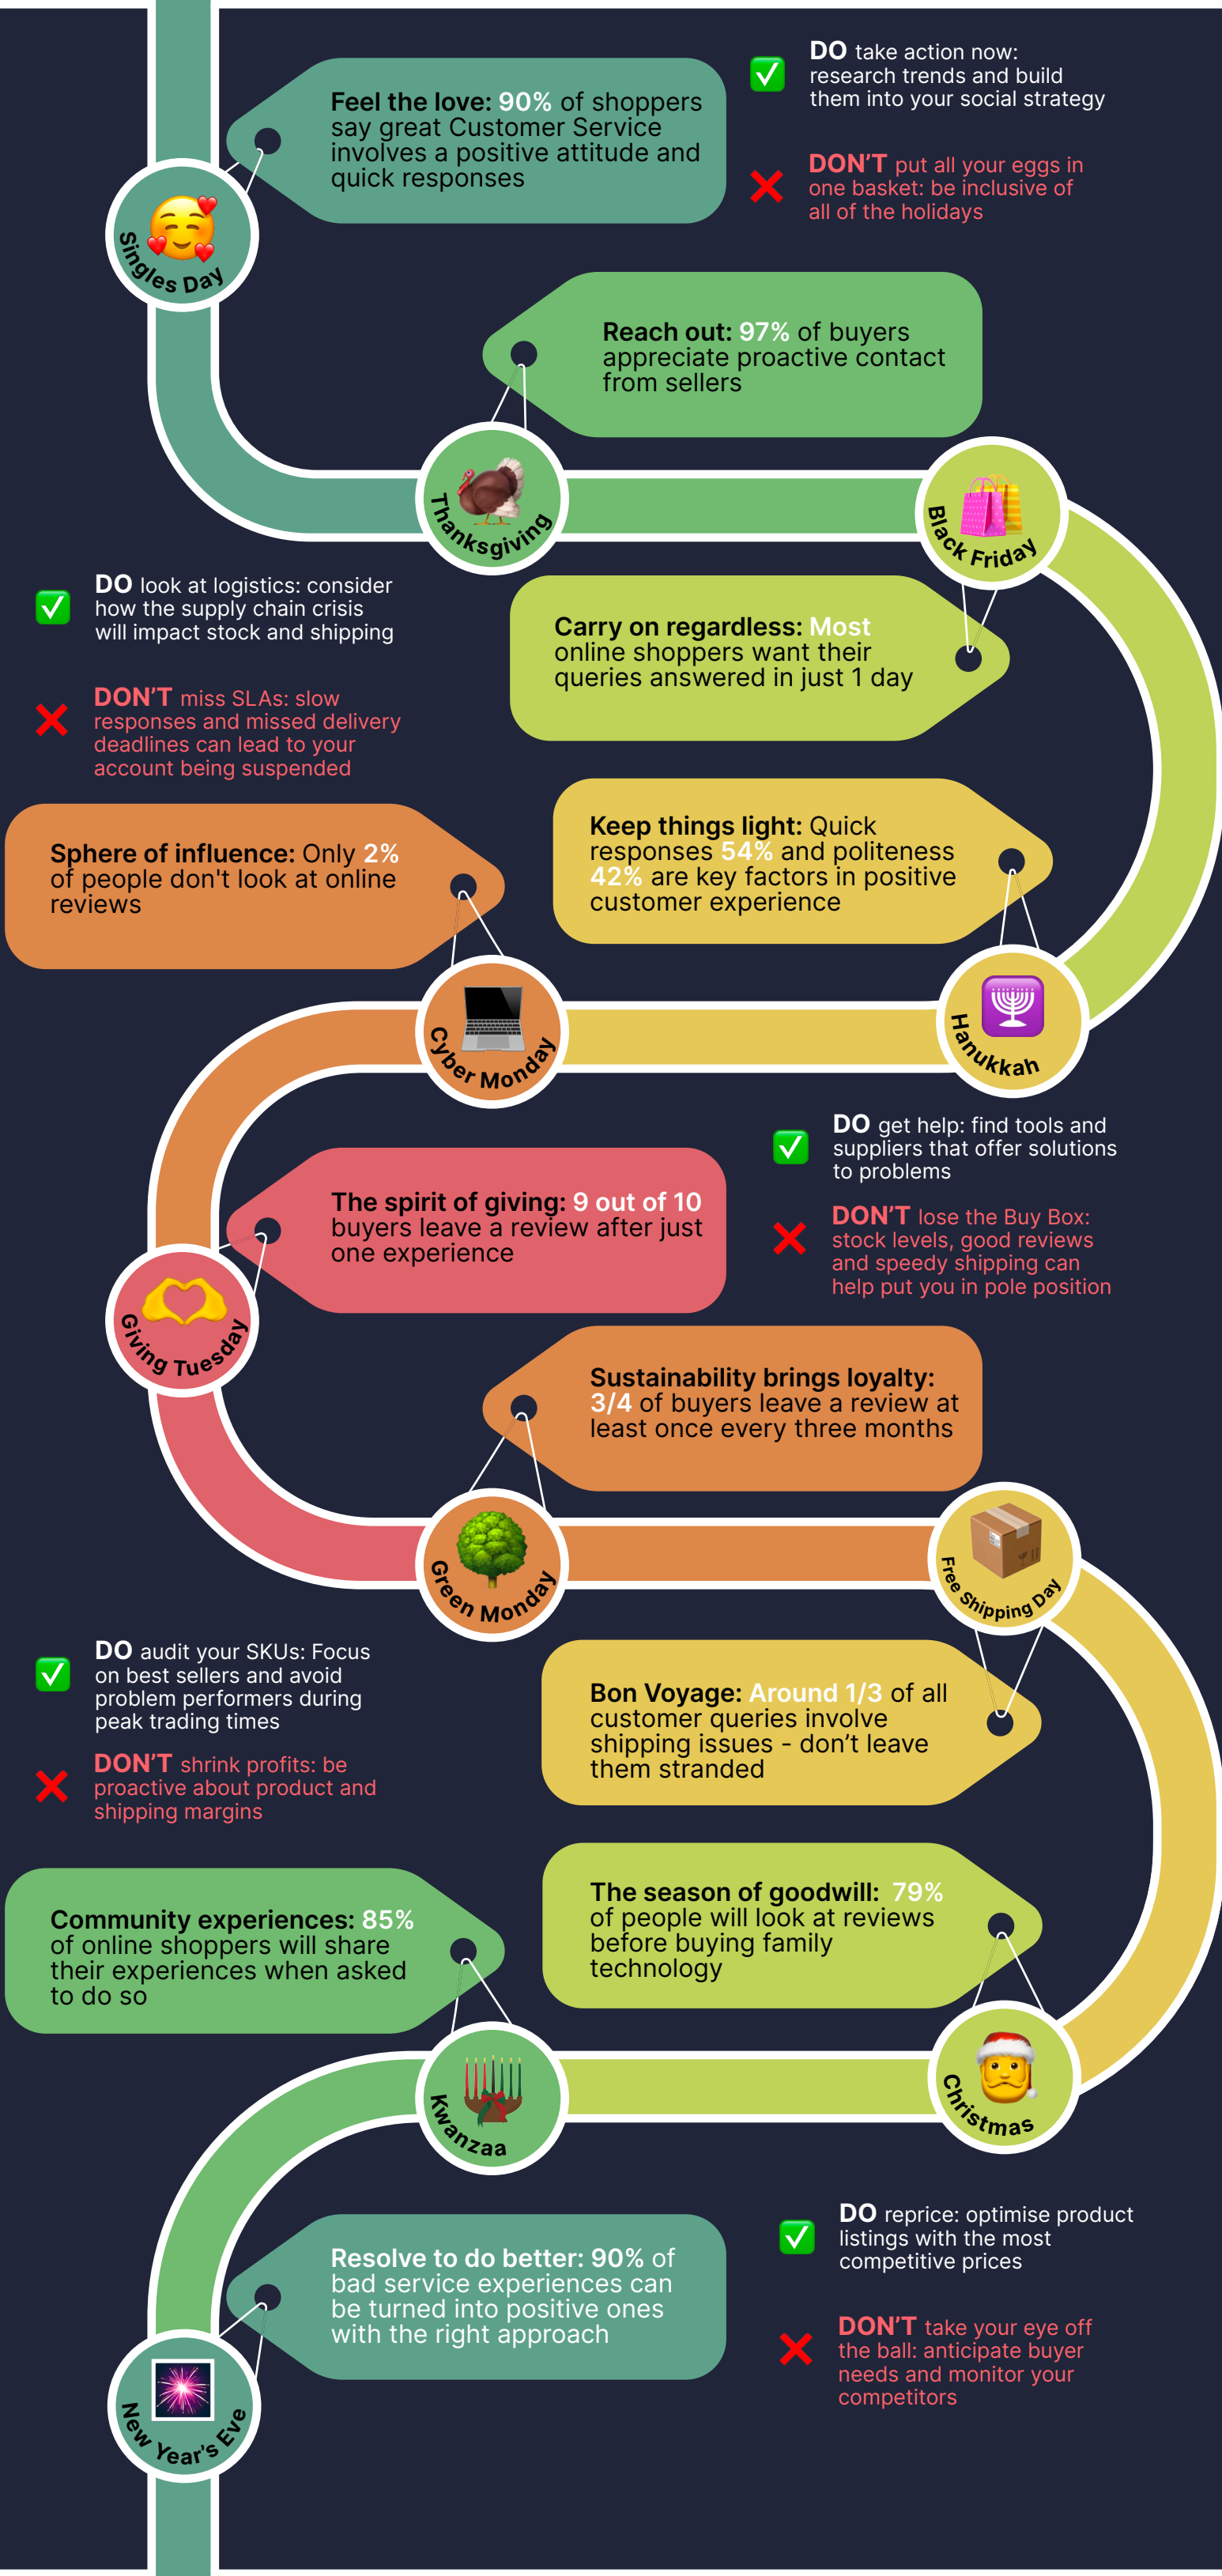 Feel the love: 90% of shoppers
say great Customer Service
involves a positive attitude and
quick responses
DO take action now:
research trends and build
them into your social strategy
DON'T put all your eggs in
one basket: be inclusive of
all of the holidays
Singles Day
Reach out: 97% of buyers
appreciate proactive contact
from sellers
Thanksgiving
Black Friday
DO look at logistics: consider
how the supply chain crisis
will impact stock and shipping
DON'T miss SLAs: slow
responses and missed delivery
deadlines can lead to your
account being suspended
Carry on regardless: Most
online shoppers want their
queries answered in just 1 day
Sphere of influence: Only 2%
of people don't look at online
reviews
Keep things light: Quick
responses 54% and politeness
42% are key factors in positive
customer experience
Cyber Monday
Hanukkah
DO get help: find tools and
suppliers that offer solutions
to problems
DON'T lose the Buy Box:
stock levels, good reviews
and speedy shipping can
help put you in pole position
The spirit of giving: 9 out of 10
buyers leave a review after just
one experience
Giving Tuesday
Sustainability brings loyalty:
3/4 of buyers leave a review at
least once every three months
Green Monday
Free Shipping Day
DO audit your SKUs: Focus
on best sellers and avoid
problem performers during
peak trading times
DON'T shrink profits: be
proactive about product and
shipping margins
Bon Voyage: Around 1/3 of all
customer queries involve
shipping issues - don't leave
them stranded
Community experiences: 85%
of online shoppers will share
their experiences when asked
to do so
The season of goodwill: 79%
of people will look at reviews
before buying family
technology
Kwanzaa
Christmas
DO reprice: optimise product
listings with the most
competitive prices
DON'T take your eye off
the ball: anticipate buyer
needs and monitor your
competitors
Resolve to do better: 90% of
bad service experiences can
be turned into positive ones
with the right approach
New Year's Eve